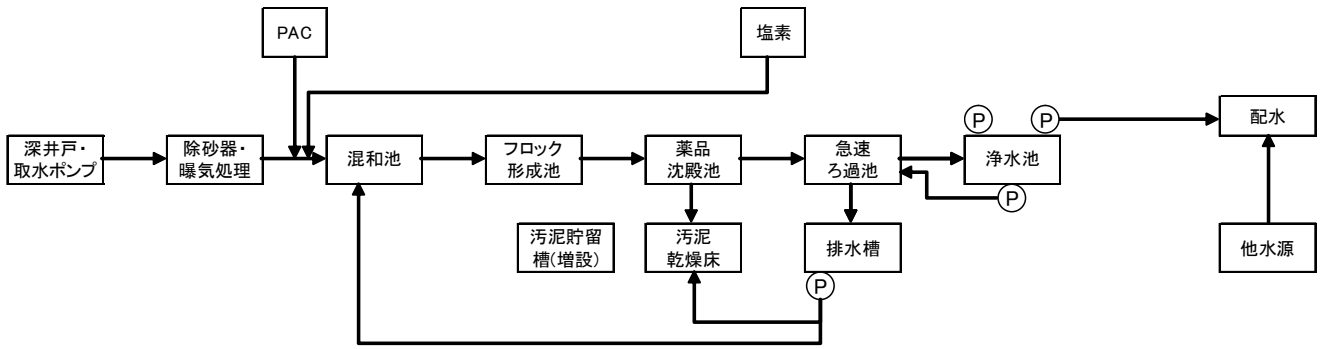 PAC
塩素
深井戸・
取水ポンプ
除砂器・
曝気処理
混和池
フロック
形成池
薬品
沈殿池
急速
ろ過池
P
P
浄水池
P
配水
汚泥貯留
槽(増設)
汚泥
乾燥床
排水槽
P
他水源